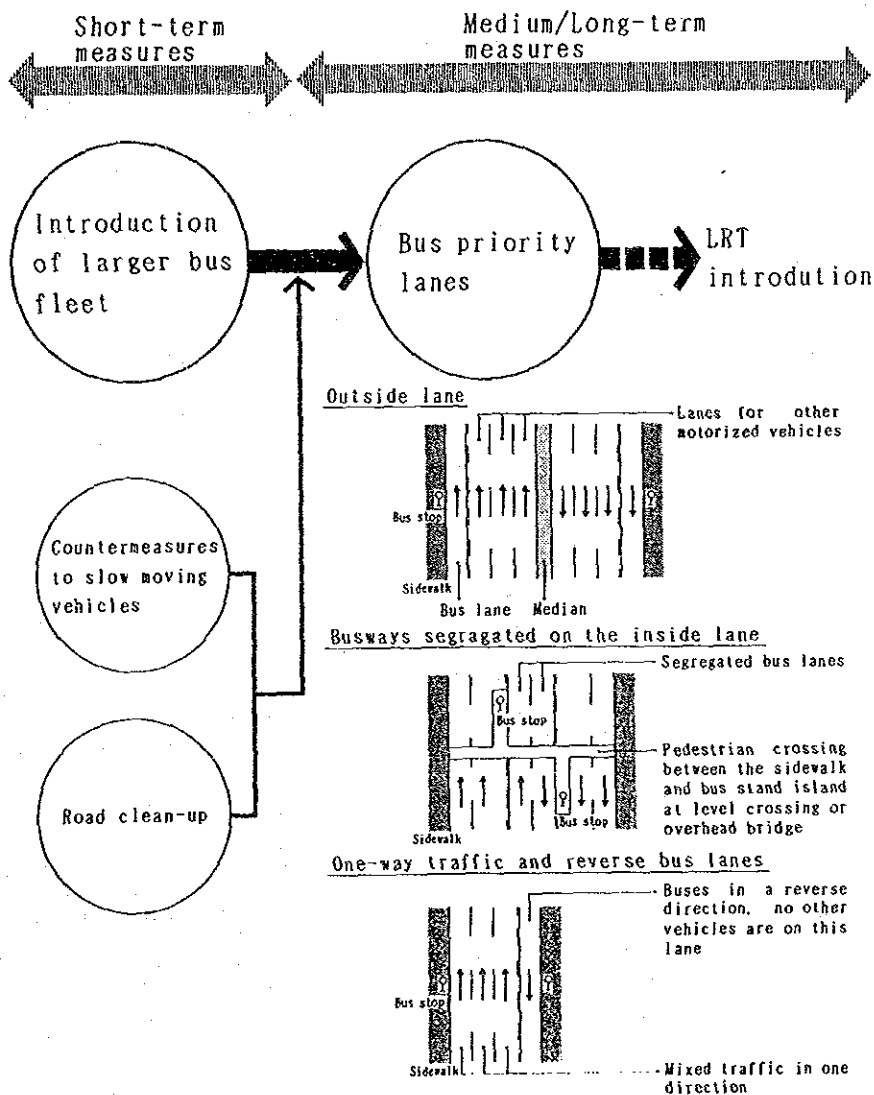 Short-term
measures
Medium/Long-term
measures
Introduction
of larger bus
fleet
Bus priority
lanes
LRT
introdution
Countermeasures
to slow moving
vehicles
Road clean-up
Outside lane
Lanes for other
motorized vehicles
Bus stop
Sidewalk
Bus lane
Median
Busways segragated on the inside lane
Segregated bus lanes
Bus stop
Pedestrian crossing
between the sidewalk
and bus stand island
at level crossing or
overhead bridge
Bus stop
Sidewalk
One-way traffic and reverse bus lanes
Buses in a reverse
direction, no other
vehicles are on this
lane
Bus stop
Sidewalk
Mixed traffic in one
direction